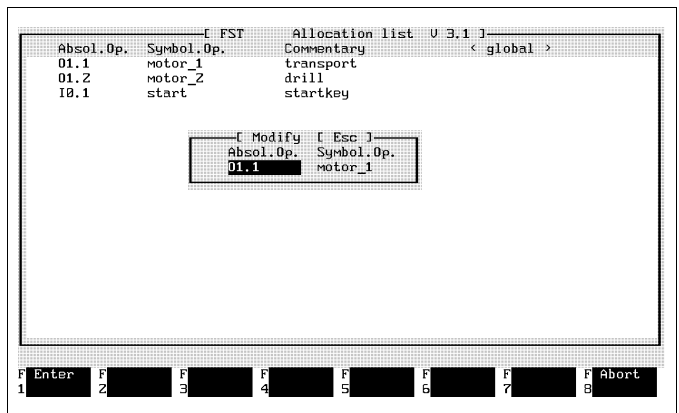 [ FST Allocation list V 3.1 ]
Absol.Op. Symbol.Op. Commentary < global >
O1.1 motor_1 transport
O1.2 motor_2 drill
I0.1 start startkey
[ Modify [ Esc ]
Absol.Op. Symbol.Op.
O1.1 motor_1
F1 Enter F2 F3 F4 F5 F6 F7 F8 Abort